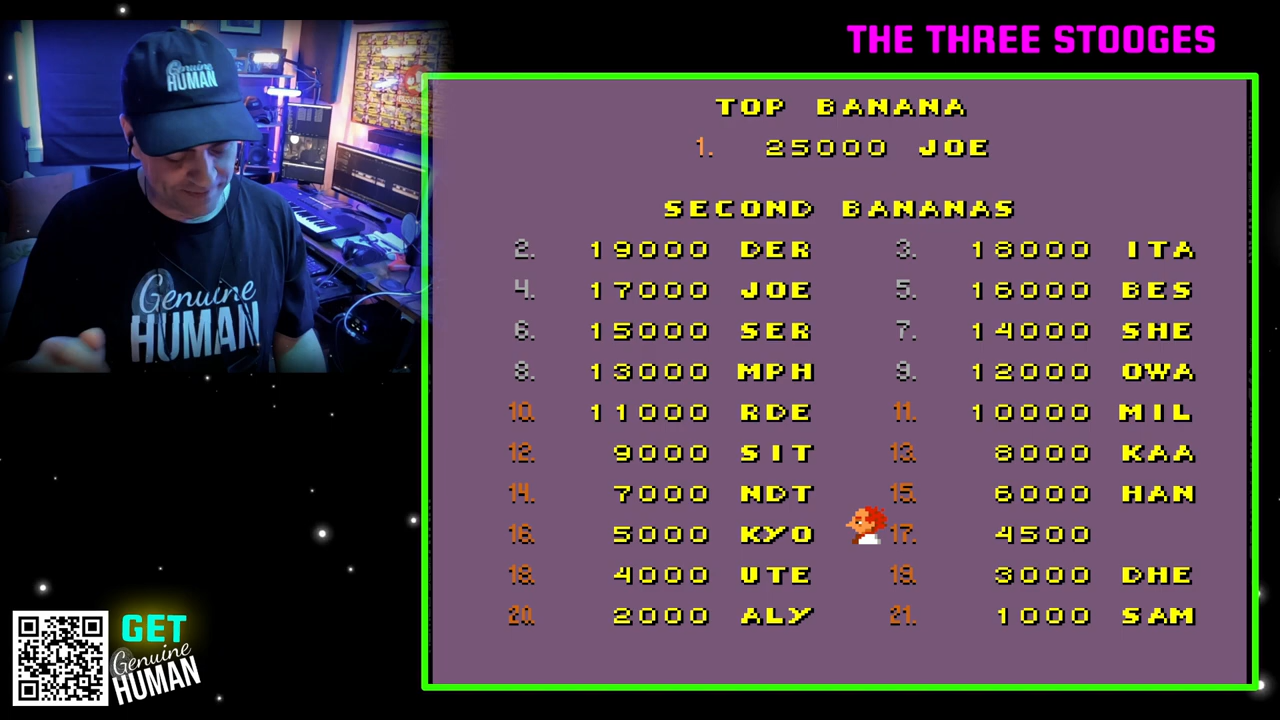 THE THREE STOOGES
Genuine
HUMAN
Genuine
HUMAN
TOP BANANA
1. 25000 JOE
SECOND BANANAS
2. 19000 DER 3. 18000 ITA
4. 17000 JOE 5. 16000 BES
6. 15000 SER 7. 14000 SHE
8. 13000 MPH 9. 12000 OWA
10. 11000 RDE 11. 10000 MIL
12. 9000 SIT 13. 8000 KAA
14. 7000 NDT 15. 6000 HAN
16. 5000 KYO 17. 4500
18. 4000 UTE 19. 3000 DHE
20. 2000 ALY 21. 1000 SAM
GET
Genuine
HUMAN